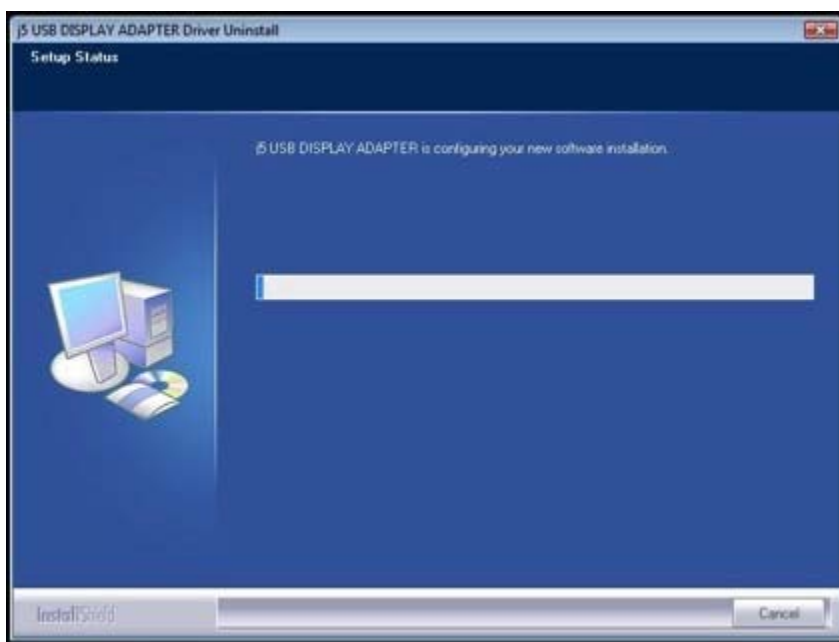 j5 USB DISPLAY ADAPTER Driver Uninstall
Setup Status
j5 USB DISPLAY ADAPTER is configuring your new software installation.
InstallShield
Cancel